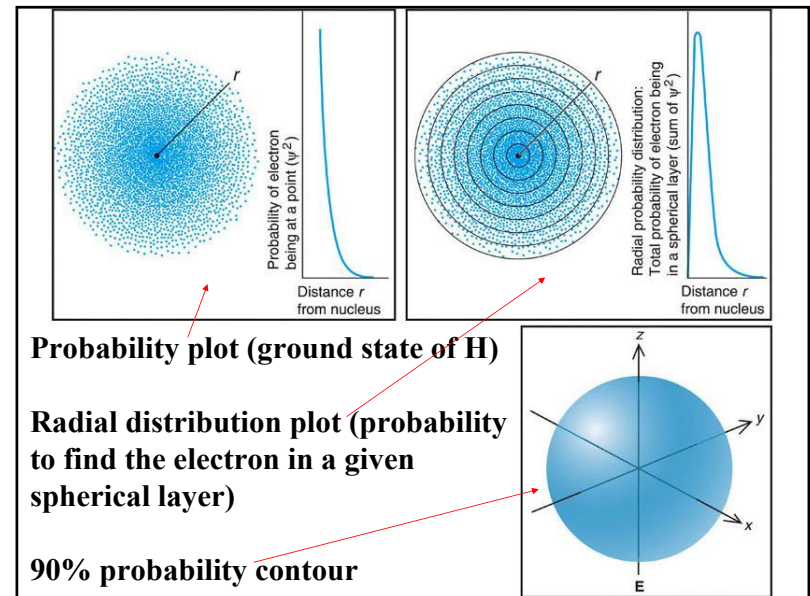 r
Probability of electron
being at a point (ψ²)
Distance r
from nucleus
r
Radial probability distribution:
Total probability of electron being
in a spherical layer (sum of ψ²)
Distance r
from nucleus
Probability plot (ground state of H)
Radial distribution plot (probability
to find the electron in a given
spherical layer)
90% probability contour
z
y
x
E